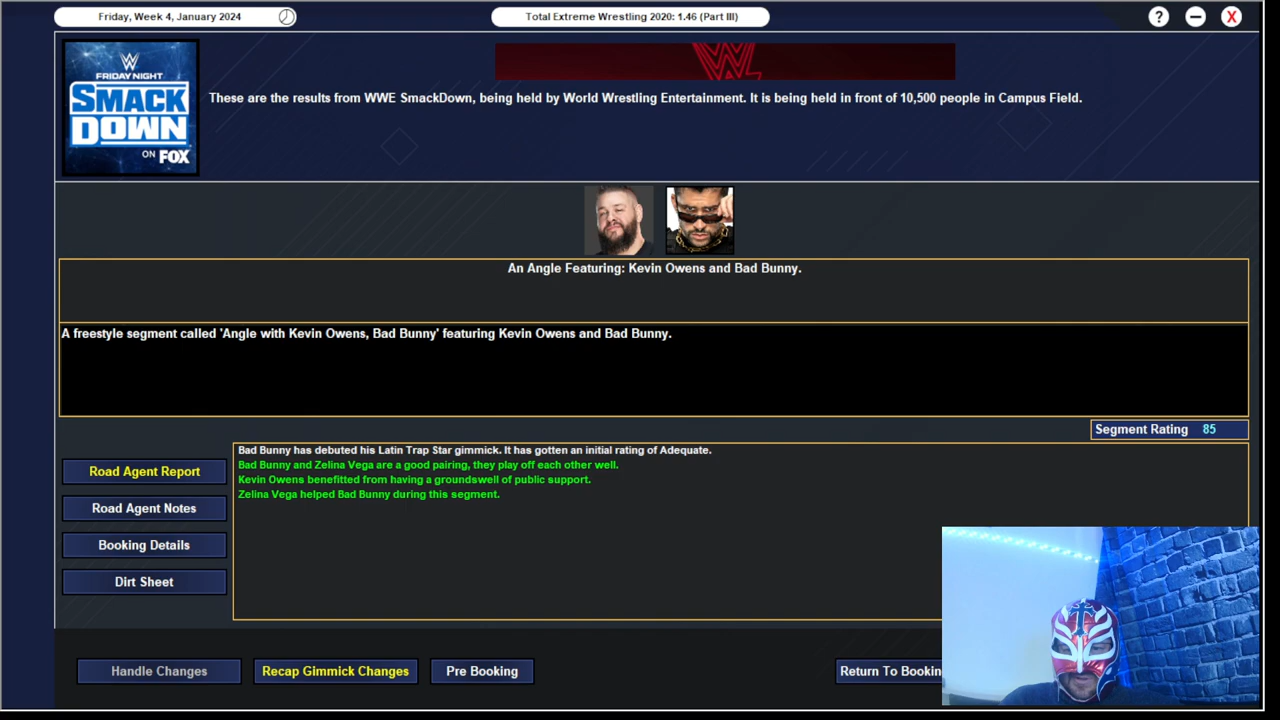 Friday, Week 4, January 2024
Total Extreme Wrestling 2020: 1.46 (Part III)
?
X
W
FRIDAY NIGHT
SMACK
DOWN
ON FOX
These are the results from WWE SmackDown, being held by World Wrestling Entertainment. It is being held in front of 10,500 people in Campus Field.
An Angle Featuring: Kevin Owens and Bad Bunny.
A freestyle segment called 'Angle with Kevin Owens, Bad Bunny' featuring Kevin Owens and Bad Bunny.
Segment Rating 85
Road Agent Report
Road Agent Notes
Booking Details
Dirt Sheet
Bad Bunny has debuted his Latin Trap Star gimmick. It has gotten an initial rating of Adequate.
Bad Bunny and Zelina Vega are a good pairing, they play off each other well.
Kevin Owens benefitted from having a groundswell of public support.
Zelina Vega helped Bad Bunny during this segment.
Handle Changes
Recap Gimmick Changes
Pre Booking
Return To Bookin